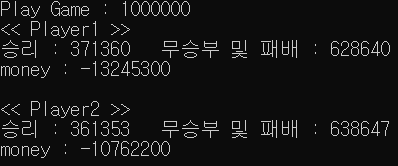 Play Game : 1000000
<< Player1 >>
승리 : 371360   무승부 및 패배 : 628640
money : -13245300

<< Player2 >>
승리 : 361353   무승부 및 패배 : 638647
money : -10762200